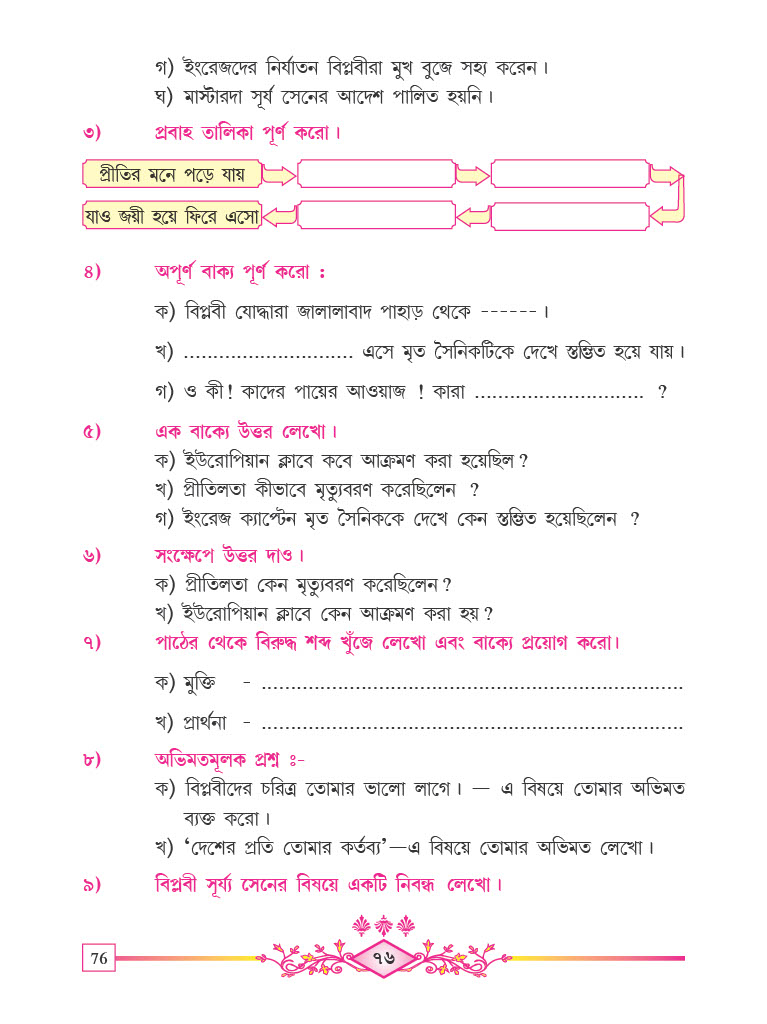 গ) ইংরেজদের নির্যাতন বিপ্লবীরা মুখ বুজে সহ্য করেন।
ঘ) মাস্টারদা সূর্য সেনের আদেশ পালিত হয়নি।
৩) প্রবাহ তালিকা পূর্ণ করো।
প্রীতির মনে পড়ে যায়
যাও জয়ী হয়ে ফিরে এসো
৪) অপূর্ণ বাক্য পূর্ণ করো :
ক) বিপ্লবী যোদ্ধারা জালালাবাদ পাহাড় থেকে ------।
খ) ............................. এসে মৃত সৈনিকটিকে দেখে স্তম্ভিত হয়ে যায়।
গ) ও কী! কাদের পায়ের আওয়াজ ! কারা ............................. ?
৫) এক বাক্যে উত্তর লেখো।
ক) ইউরোপিয়ান ক্লাবে কবে আক্রমণ করা হয়েছিল?
খ) প্রীতিলতা কীভাবে মৃত্যুবরণ করেছিলেন ?
গ) ইংরেজ ক্যাপ্টেন মৃত সৈনিককে দেখে কেন স্তম্ভিত হয়েছিলেন ?
৬) সংক্ষেপে উত্তর দাও।
ক) প্রীতিলতা কেন মৃত্যুবরণ করেছিলেন?
খ) ইউরোপিয়ান ক্লাবে কেন আক্রমণ করা হয়?
৭) পাঠের থেকে বিরুদ্ধ শব্দ খুঁজে লেখো এবং বাক্যে প্রয়োগ করো।
ক) মুক্তি - ........................................................................
খ) প্রার্থনা - ........................................................................
৮) অভিমতমূলক প্রশ্ন ঃ-
ক) বিপ্লবীদের চরিত্র তোমার ভালো লাগে। — এ বিষয়ে তোমার অভিমত
ব্যক্ত করো।
খ) ‘দেশের প্রতি তোমার কর্তব্য’—এ বিষয়ে তোমার অভিমত লেখো।
৯) বিপ্লবী সূর্য্য সেনের বিষয়ে একটি নিবন্ধ লেখো।
76
৭৬